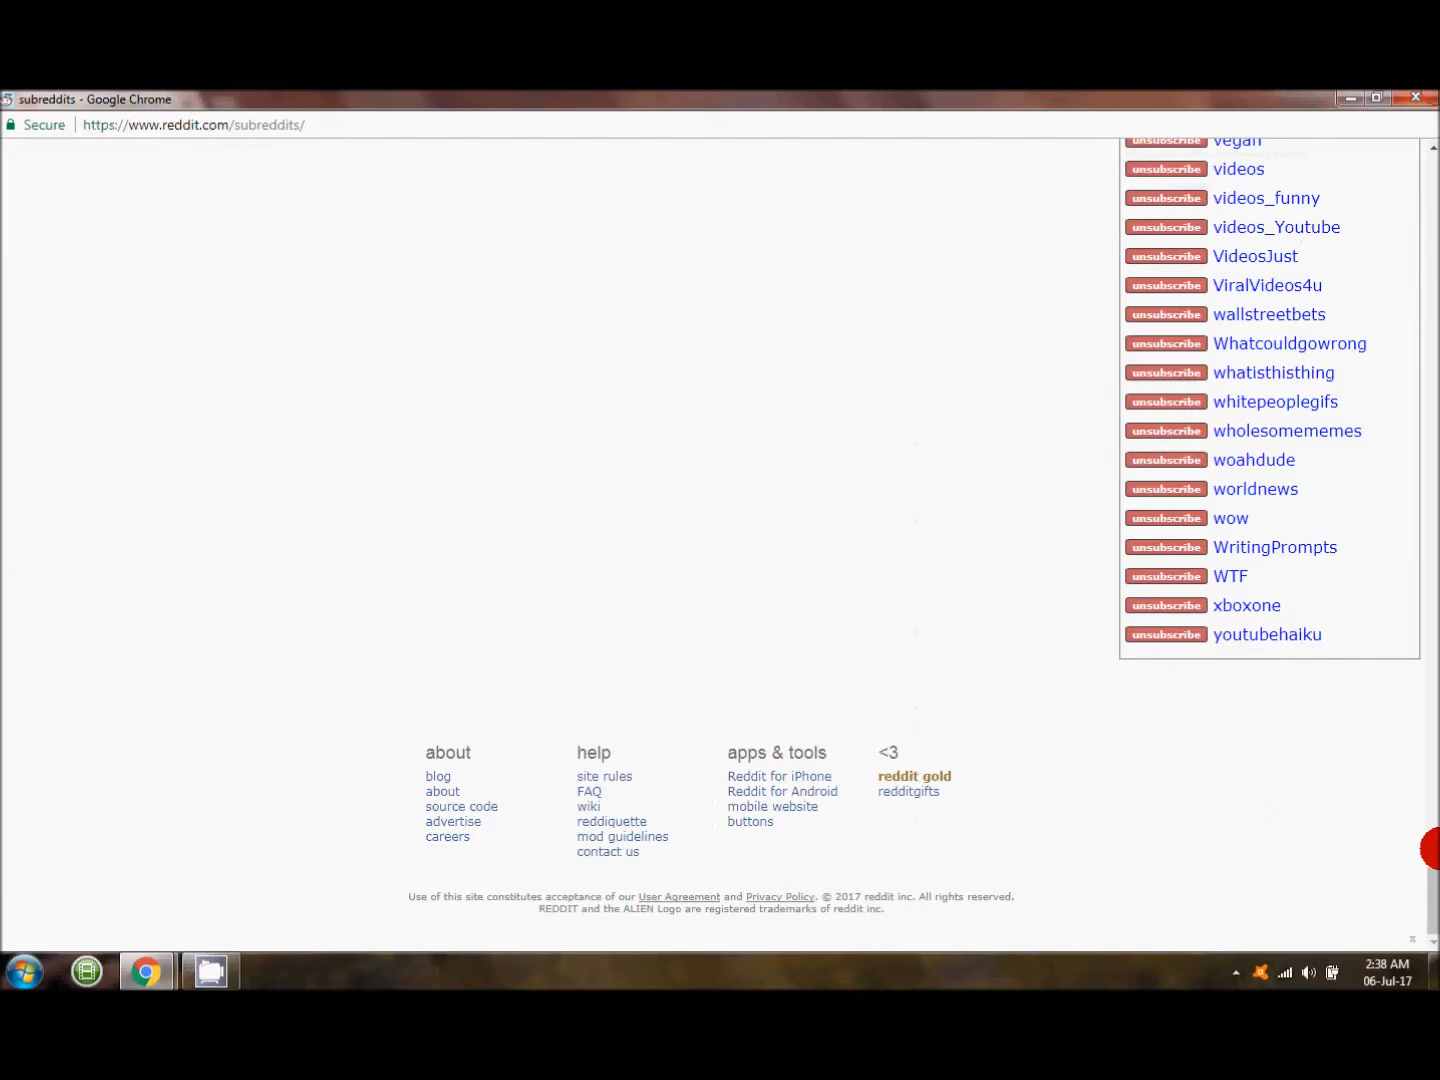 subreddits - Google Chrome
Secure https://www.reddit.com/subreddits/
unsubscribe vegan
unsubscribe videos
unsubscribe videos_funny
unsubscribe videos_Youtube
unsubscribe VideosJust
unsubscribe ViralVideos4u
unsubscribe wallstreetbets
unsubscribe Whatcouldgowrong
unsubscribe whatisthisthing
unsubscribe whitepeoplegifs
unsubscribe wholesomememes
unsubscribe woahdude
unsubscribe worldnews
unsubscribe wow
unsubscribe WritingPrompts
unsubscribe WTF
unsubscribe xboxone
unsubscribe youtubehaiku
about
blog
about
source code
advertise
careers
help
site rules
FAQ
wiki
reddiquette
mod guidelines
contact us
apps & tools
Reddit for iPhone
Reddit for Android
mobile website
buttons
<3
reddit gold
redditgifts
Use of this site constitutes acceptance of our User Agreement and Privacy Policy. © 2017 reddit inc. All rights reserved.
REDDIT and the ALIEN Logo are registered trademarks of reddit inc.
π
2:38 AM
06-Jul-17